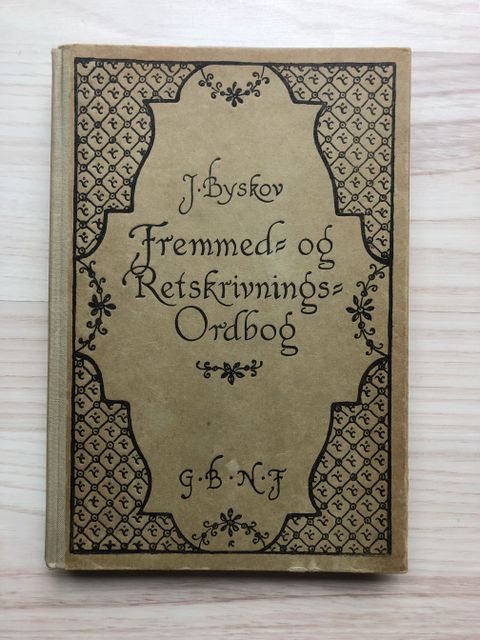 J. Byskov
Fremmed= og
Retskrivnings=
Ordbog
G·B·N·F